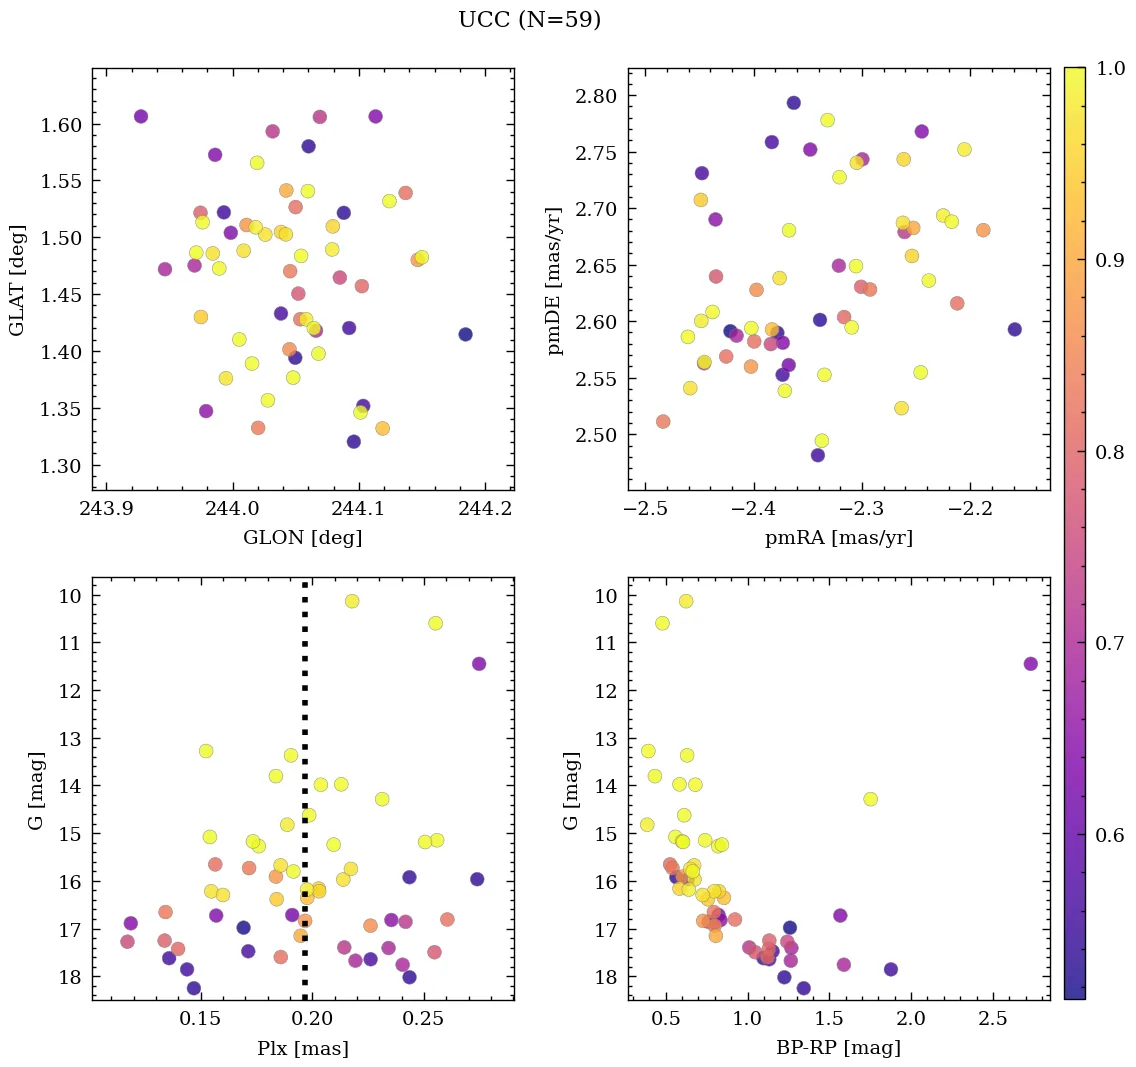 UCC (N=59)
1.60
1.55
1.50
1.45
1.40
1.35
1.30
GLAT [deg]
243.9 244.0 244.1 244.2
GLON [deg]
2.80
2.75
2.70
2.65
2.60
2.55
2.50
pmDE [mas/yr]
−2.5 −2.4 −2.3 −2.2
pmRA [mas/yr]
10
11
12
13
14
15
16
17
18
G [mag]
0.15 0.20 0.25
Plx [mas]
10
11
12
13
14
15
16
17
18
G [mag]
0.5 1.0 1.5 2.0 2.5
BP-RP [mag]
1.0
0.9
0.8
0.7
0.6